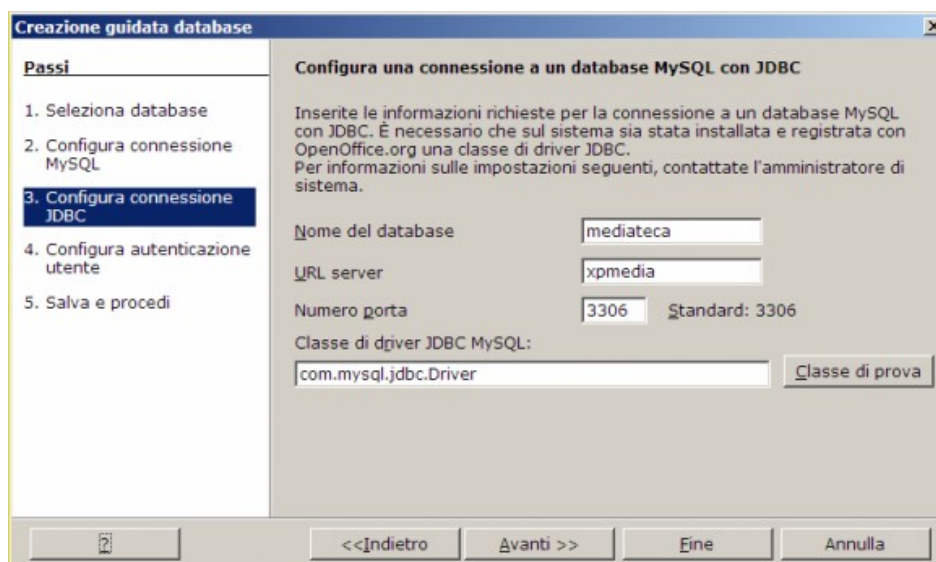 Creazione guidata database
Passi
1. Seleziona database
2. Configura connessione
MySQL
3. Configura connessione
JDBC
4. Configura autenticazione
utente
5. Salva e procedi
Configura una connessione a un database MySQL con JDBC
Inserite le informazioni richieste per la connessione a un database MySQL
con JDBC. È necessario che sul sistema sia stata installata e registrata con
OpenOffice.org una classe di driver JDBC.
Per informazioni sulle impostazioni seguenti, contattate l'amministratore di
sistema.
Nome del database mediateca
URL server xpmedia
Numero porta 3306 Standard: 3306
Classe di driver JDBC MySQL:
com.mysql.jdbc.Driver Classe di prova
? <<Indietro Avanti >> Fine Annulla